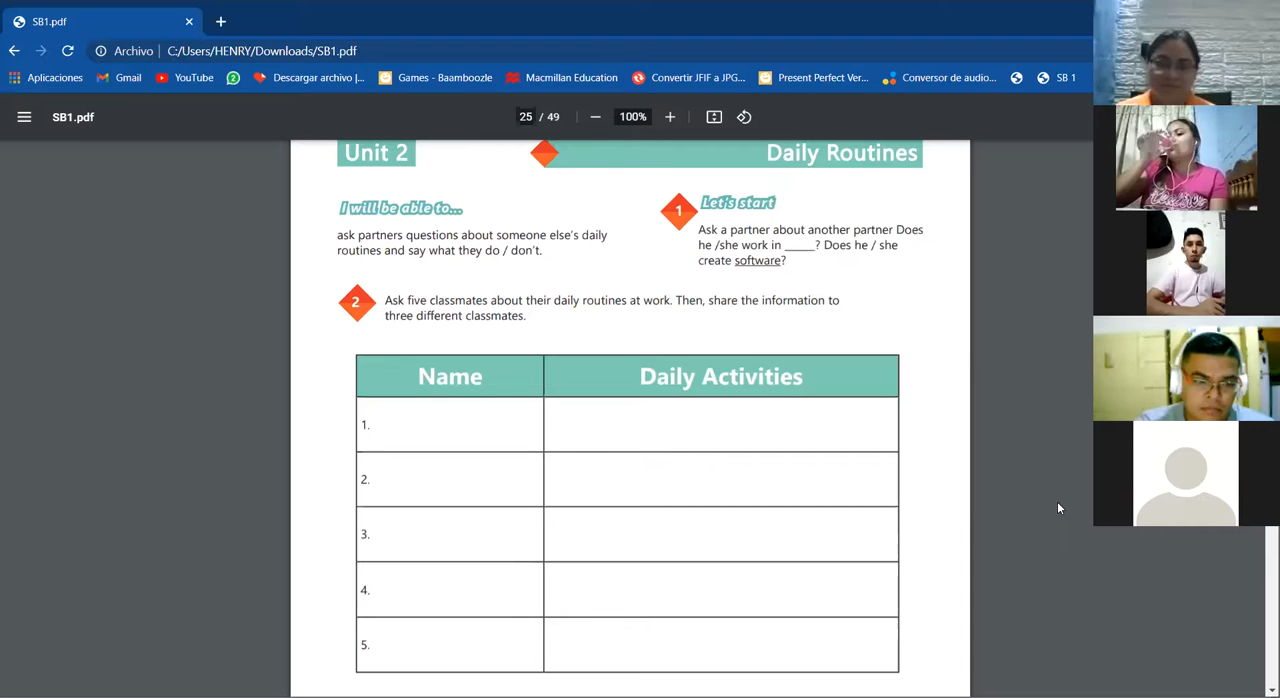 SB1.pdf
Archivo C:/Users/HENRY/Downloads/SB1.pdf
Aplicaciones Gmail YouTube 2 Descargar archivo |... Games - Baamboozle Macmillan Education Convertir JFIF a JPG... Present Perfect Ver... Conversor de audio... SB 1
SB1.pdf 25 / 49 100%
Unit 2 Daily Routines
I will be able to...
ask partners questions about someone else's daily
routines and say what they do / don't.
1 Let's start
Ask a partner about another partner Does
he /she work in _____? Does he / she
create software?
2 Ask five classmates about their daily routines at work. Then, share the information to
three different classmates.
Name Daily Activities
1.
2.
3.
4.
5.